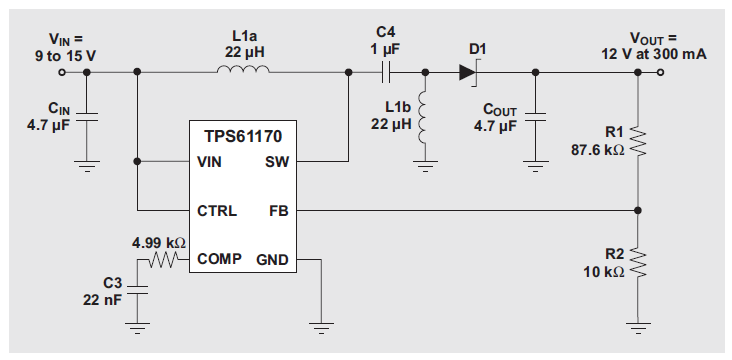 VIN =
9 to 15 V
L1a
22 µH
C4
1 µF
D1
VOUT =
12 V at 300 mA
CIN
4.7 µF
L1b
22 µH
COUT
4.7 µF
R1
87.6 kΩ
TPS61170
VIN
SW
CTRL
FB
4.99 kΩ
COMP
GND
C3
22 nF
R2
10 kΩ